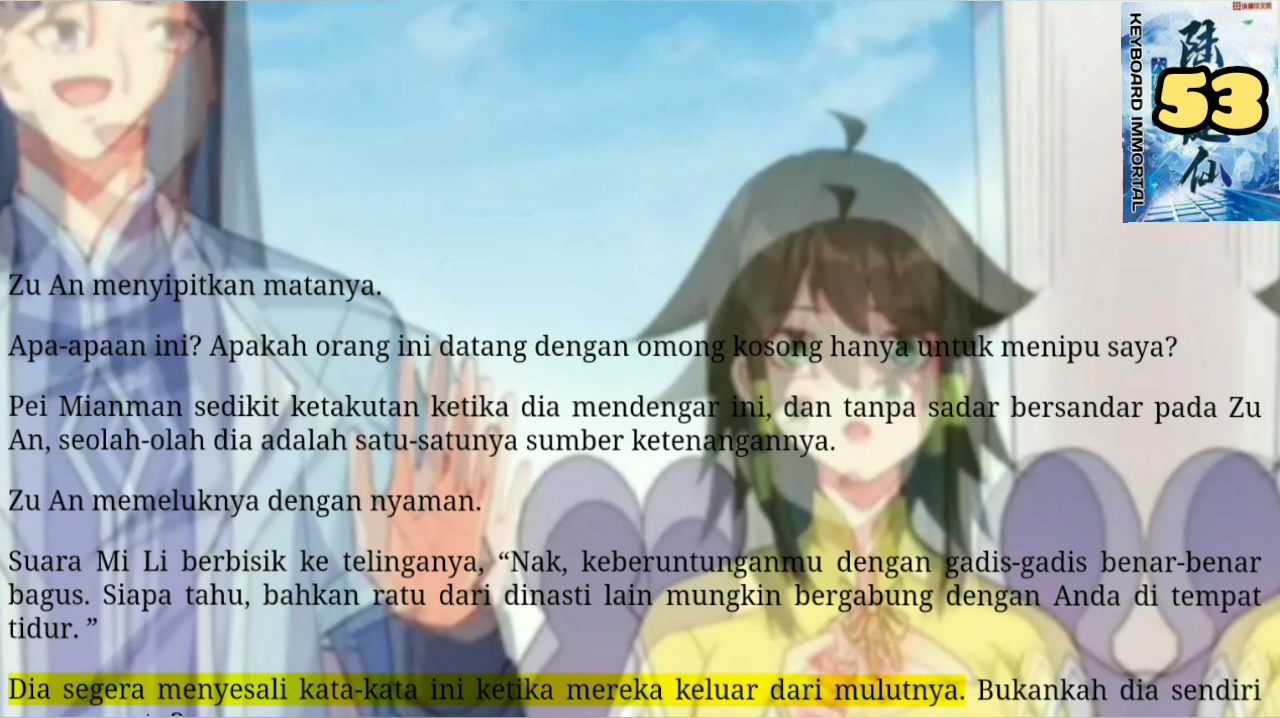 KEYBOARD IMMORTAL
53
仙
Zu An menyipitkan matanya.
Apa-apaan ini? Apakah orang ini datang dengan omong kosong hanya untuk menipu saya?
Pei Mianman sedikit ketakutan ketika dia mendengar ini, dan tanpa sadar bersandar pada Zu
An, seolah-olah dia adalah satu-satunya sumber ketenangannya.
Zu An memeluknya dengan nyaman.
Suara Mi Li berbisik ke telinganya, “Nak, keberuntunganmu dengan gadis-gadis benar-benar
bagus. Siapa tahu, bahkan ratu dari dinasti lain mungkin bergabung dengan Anda di tempat
tidur. ”
Dia segera menyesali kata-kata ini ketika mereka keluar dari mulutnya. Bukankah dia sendiri